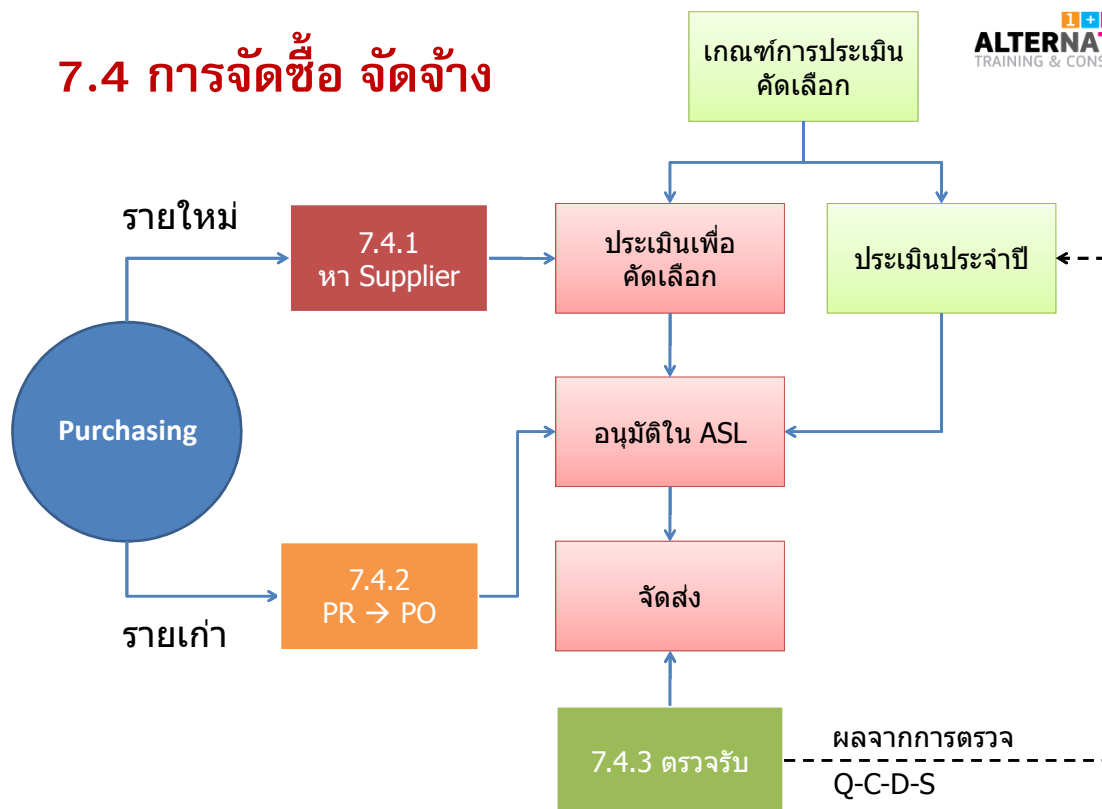 7.4 การจัดซื้อ จัดจ้าง
เกณฑ์การประเมิน
คัดเลือก
1+
ALTERNA
TRAINING & CONS
รายใหม่
7.4.1
หา Supplier
ประเมินเพื่อ
คัดเลือก
ประเมินประจำปี
Purchasing
อนุมัติใน ASL
7.4.2
PR → PO
รายเก่า
จัดส่ง
7.4.3 ตรวจรับ
ผลจากการตรวจ
Q-C-D-S